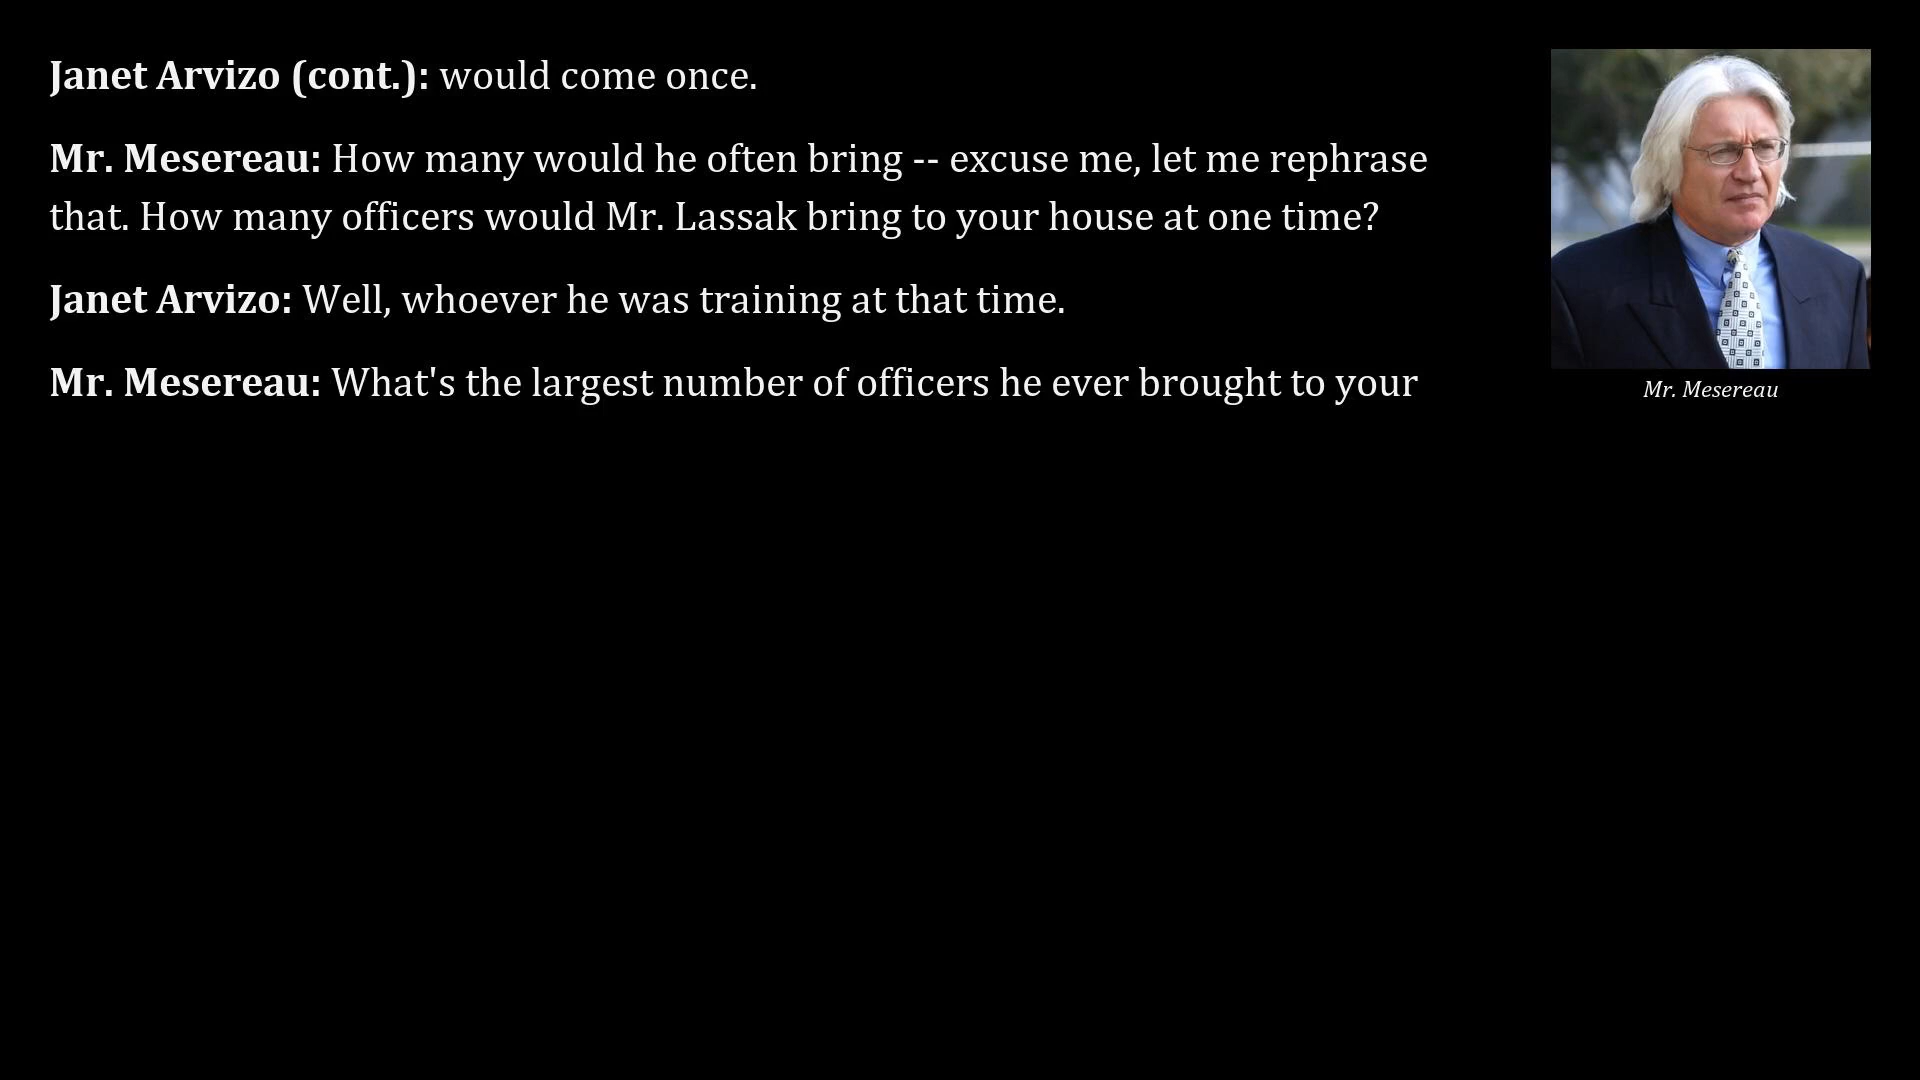 Janet Arvizo (cont.): would come once.
Mr. Mesereau: How many would he often bring -- excuse me, let me rephrase
that. How many officers would Mr. Lassak bring to your house at one time?
Janet Arvizo: Well, whoever he was training at that time.
Mr. Mesereau: What's the largest number of officers he ever brought to your
Mr. Mesereau